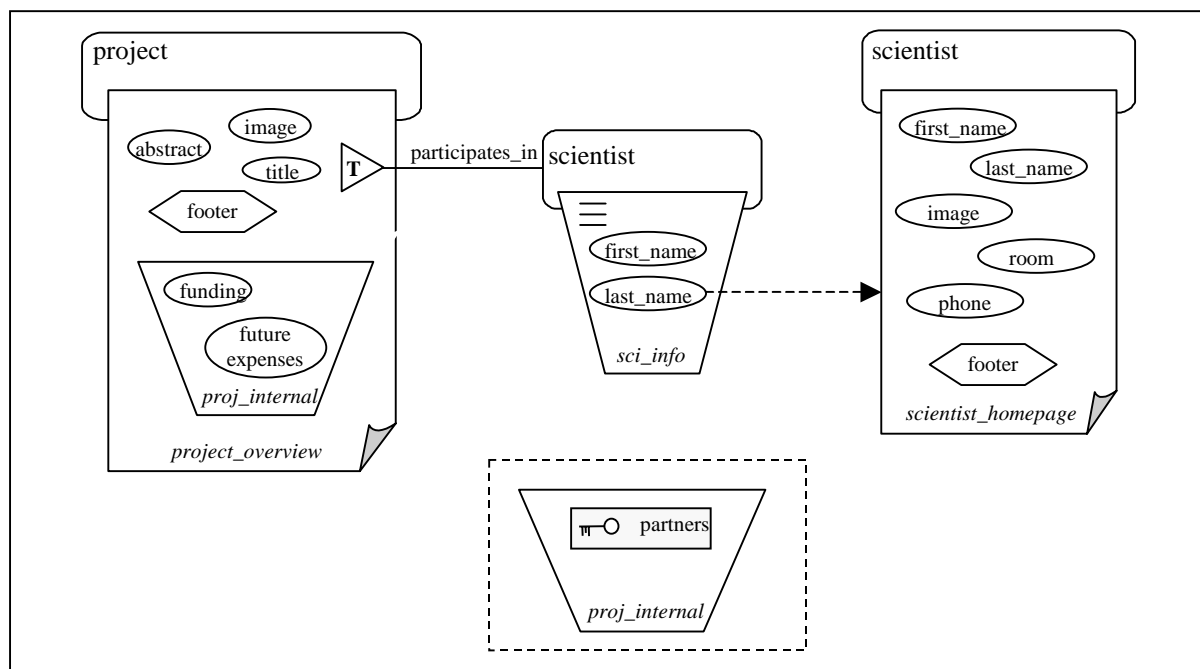 project
image
abstract
title
T
footer
funding
future
expenses
proj_internal
project_overview
participates_in
scientist
first_name
last_name
sci_info
scientist
first_name
last_name
image
room
phone
footer
scientist_homepage
partners
proj_internal